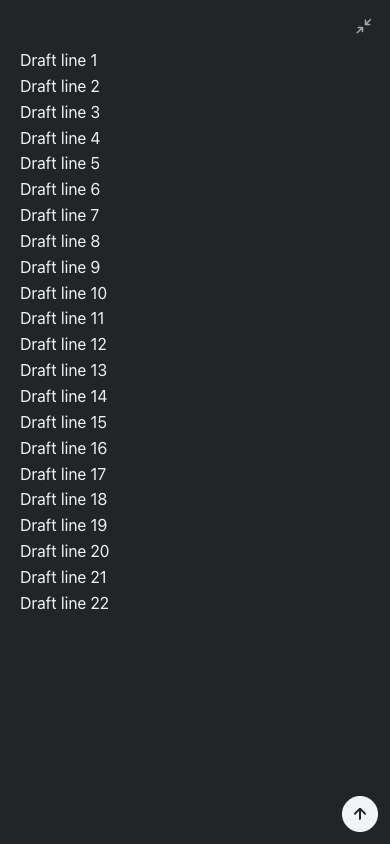 Draft line 1
Draft line 2
Draft line 3
Draft line 4
Draft line 5
Draft line 6
Draft line 7
Draft line 8
Draft line 9
Draft line 10
Draft line 11
Draft line 12
Draft line 13
Draft line 14
Draft line 15
Draft line 16
Draft line 17
Draft line 18
Draft line 19
Draft line 20
Draft line 21
Draft line 22